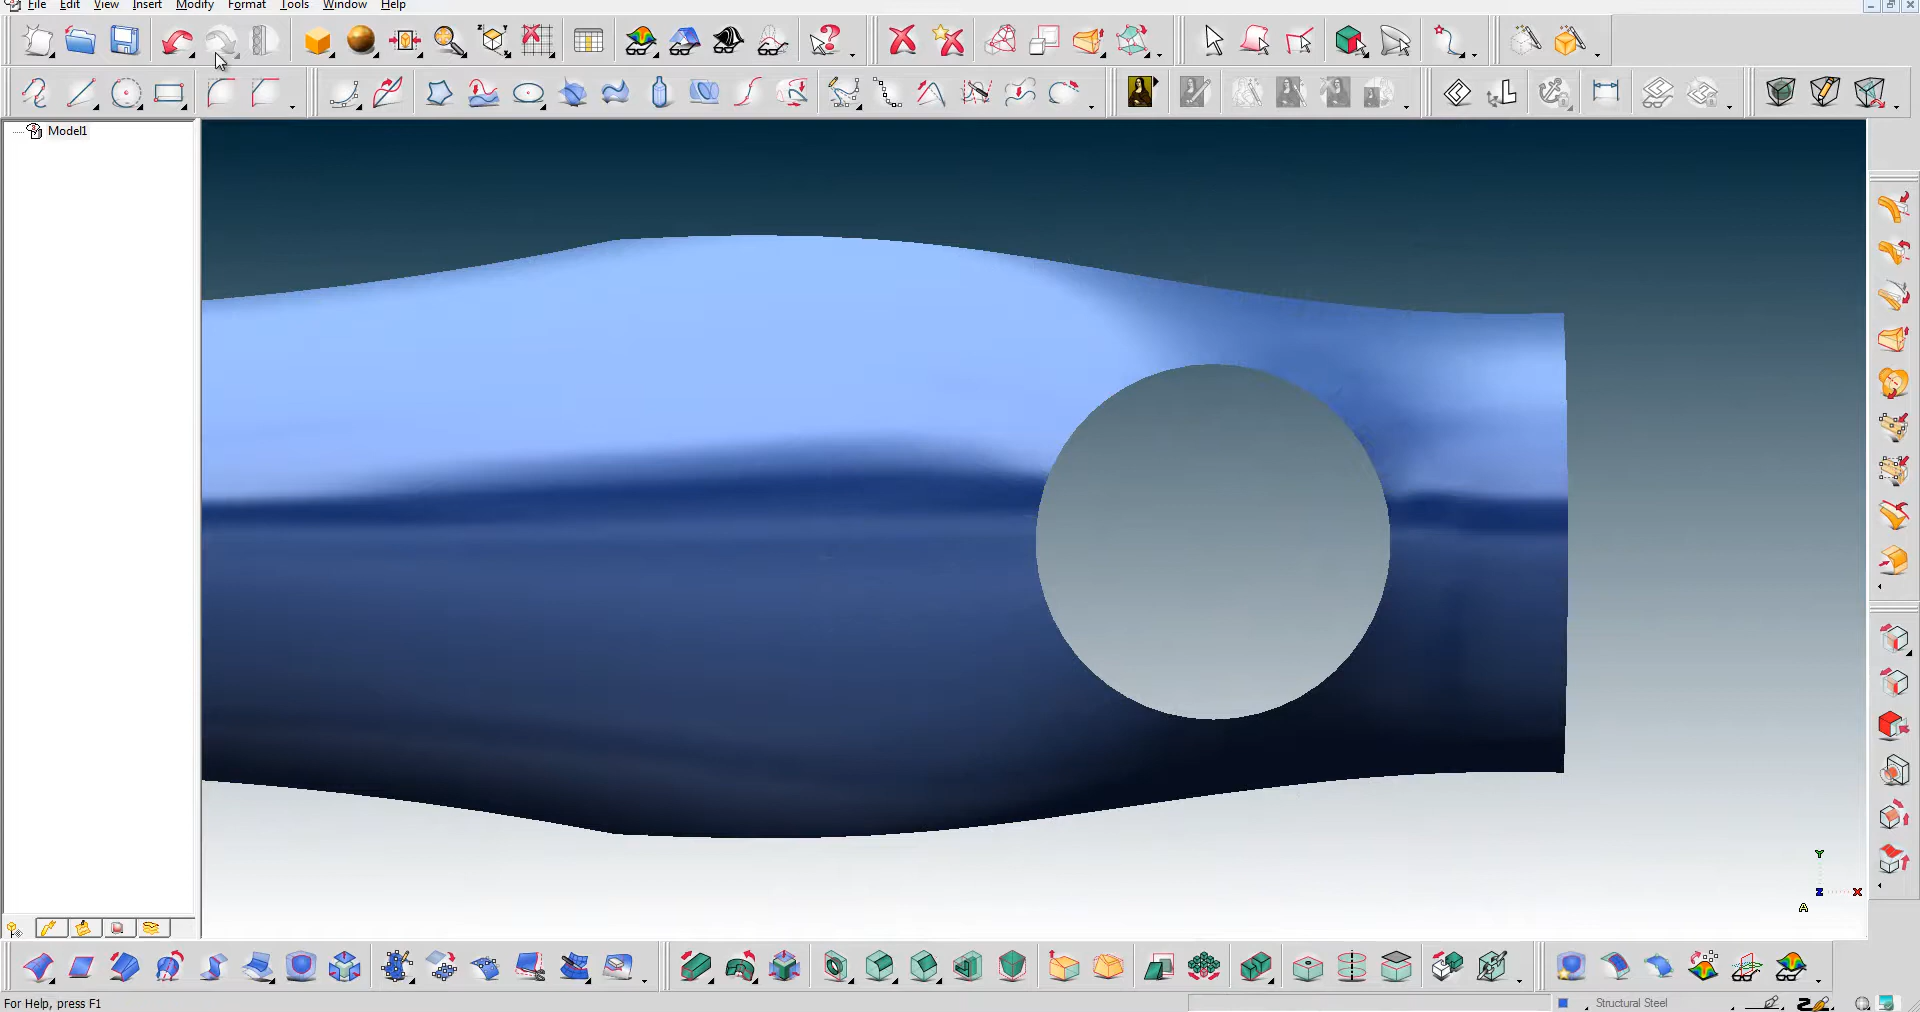 File Edit View Insert Modify Format Tools Window Help
Model1
Y
Z X
A
For Help, press F1
Structural Steel